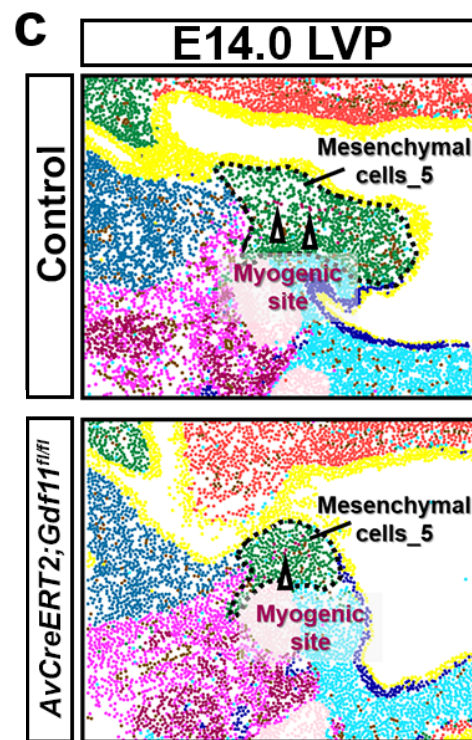 C
E14.0 LVP
Control
Mesenchymal
cells_5
Myogenic
site
AvCreERT2;Gdf11fl/fl
Mesenchymal
cells_5
Myogenic
site